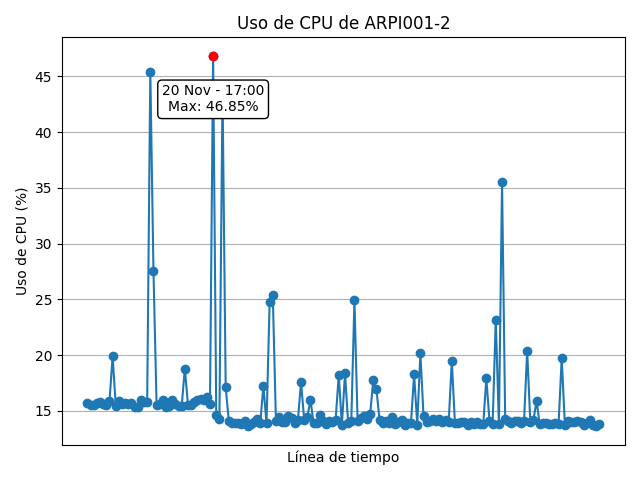 Uso de CPU de ARPI001-2
Uso de CPU (%)
45
40
35
30
25
20
15
20 Nov - 17:00
Max: 46.85%
Línea de tiempo